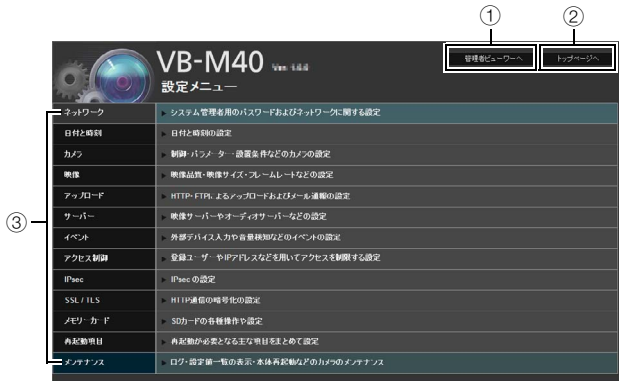 ① ②
VB-M40
管理者ビューワーへ トップページへ
設定メニュー
③
ネットワーク システム管理者用のパスワードおよびネットワークに関する設定
日付と時刻 日付と時刻の設定
カメラ 制御・パラメーター・設置条件などのカメラの設定
映像 映像品質・映像サイズ・フレームレートなどの設定
アップロード HTTP・FTPによるアップロードおよびメール通報の設定
サーバー 映像サーバーやオーディオサーバーなどの設定
イベント 外部デバイス入力や音量検知などのイベントの設定
アクセス制御 登録ユーザーやIPアドレスなどを用いてアクセスを制限する設定
IPsec IPsec の設定
SSL / TLS HTTP通信の暗号化の設定
メモリーカード SDカードの各種操作や設定
再起動項目 再起動が必要となる主な項目をまとめて設定
メンテナンス ログ・設定値一覧の表示・本体再起動などのカメラのメンテナンス